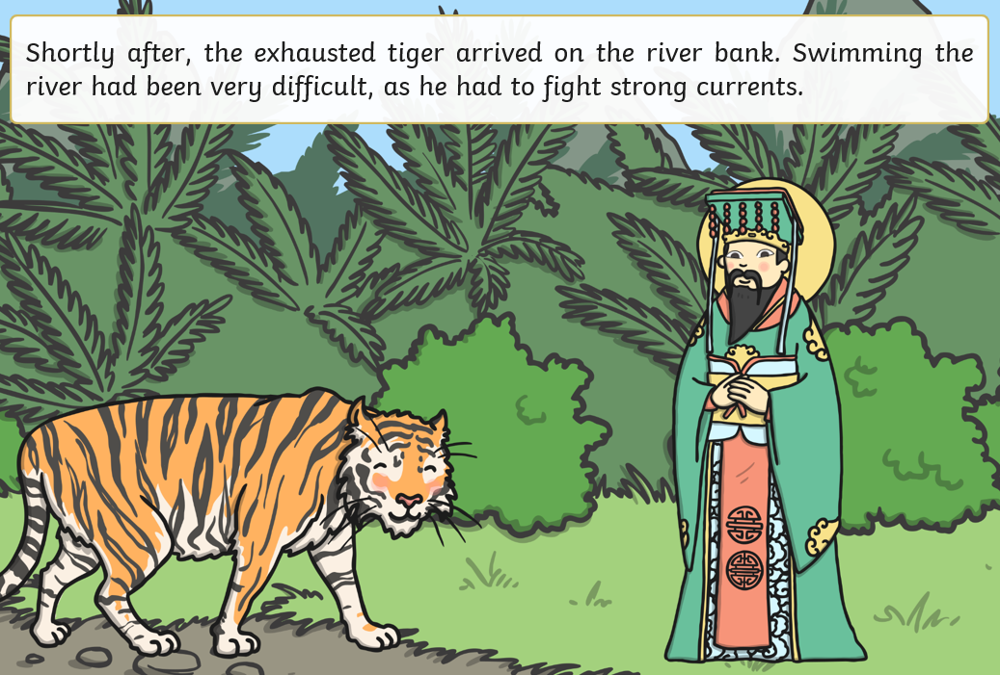 Shortly after, the exhausted tiger arrived on the river bank. Swimming the
river had been very difficult, as he had to fight strong currents.